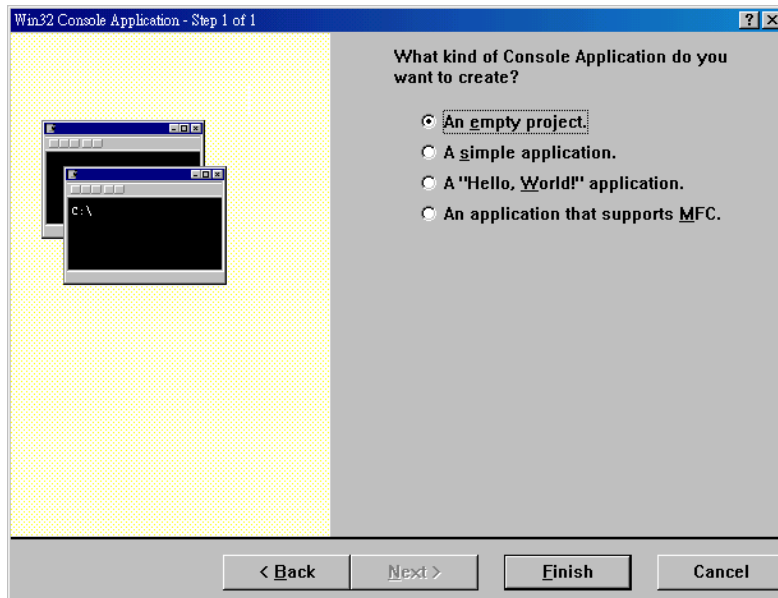 Win32 Console Application - Step 1 of 1
What kind of Console Application do you
want to create?
An empty project.
A simple application.
A "Hello, World!" application.
An application that supports MFC.
C:\
< Back
Next >
Finish
Cancel